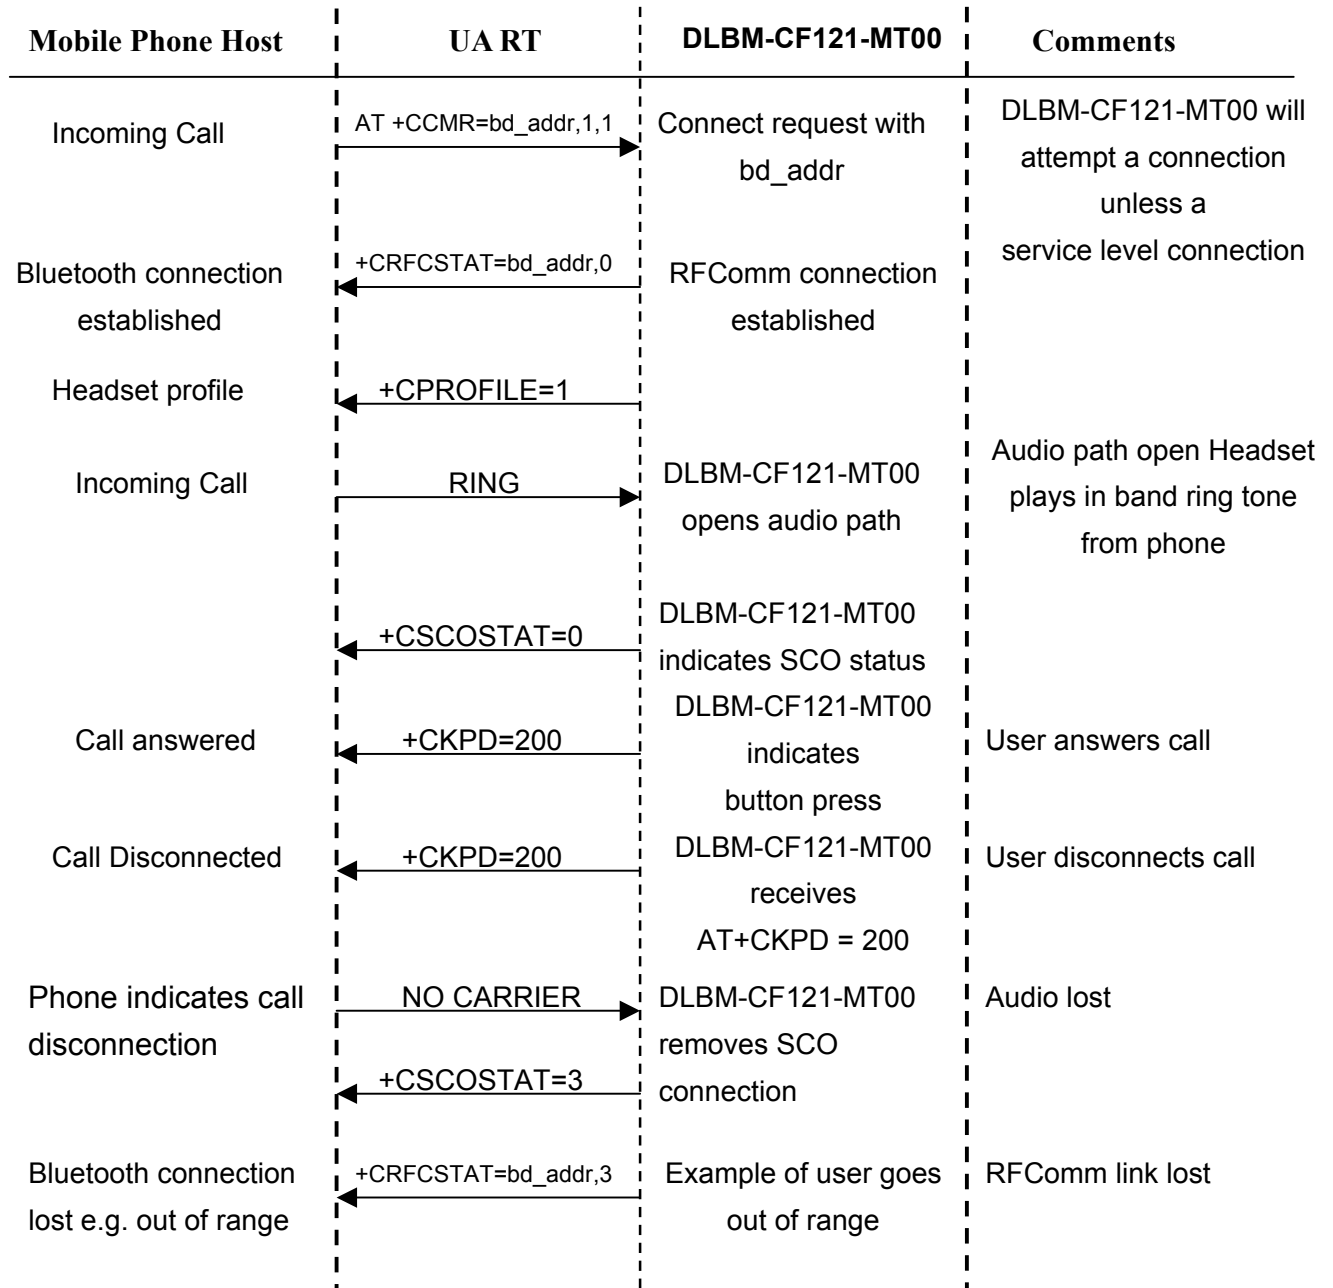 Mobile Phone Host
UA RT
DLBM-CF121-MT00
Comments
Incoming Call
AT +CCMR=bd_addr,1,1
Connect request with
bd_addr
DLBM-CF121-MT00 will
attempt a connection
unless a
service level connection
Bluetooth connection
established
+CRFCSTAT=bd_addr,0
RFComm connection
established
Headset profile
+CPROFILE=1
Incoming Call
RING
DLBM-CF121-MT00
opens audio path
Audio path open Headset
plays in band ring tone
from phone
+CSCOSTAT=0
DLBM-CF121-MT00
indicates SCO status
Call answered
+CKPD=200
DLBM-CF121-MT00
indicates
button press
User answers call
Call Disconnected
+CKPD=200
DLBM-CF121-MT00
receives
AT+CKPD = 200
User disconnects call
Phone indicates call
disconnection
NO CARRIER
DLBM-CF121-MT00
removes SCO
connection
Audio lost
+CSCOSTAT=3
Bluetooth connection
lost e.g. out of range
+CRFCSTAT=bd_addr,3
Example of user goes
out of range
RFComm link lost